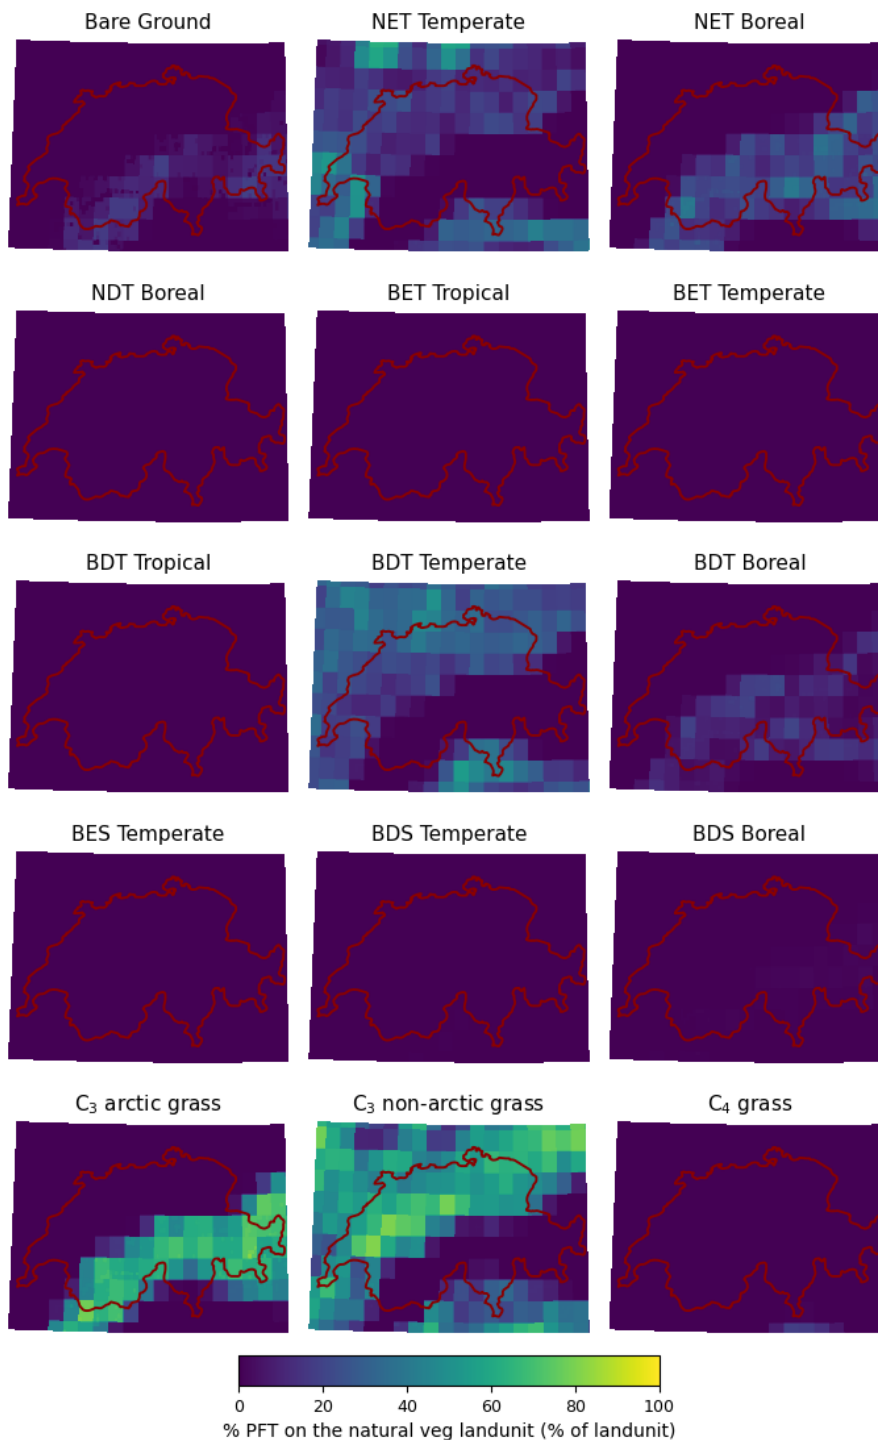 Bare Ground NET Temperate NET Boreal
NDT Boreal BET Tropical BET Temperate
BDT Tropical BDT Temperate BDT Boreal
BES Temperate BDS Temperate BDS Boreal
C₃ arctic grass C₃ non-arctic grass C₄ grass
0 20 40 60 80 100
% PFT on the natural veg landunit (% of landunit)